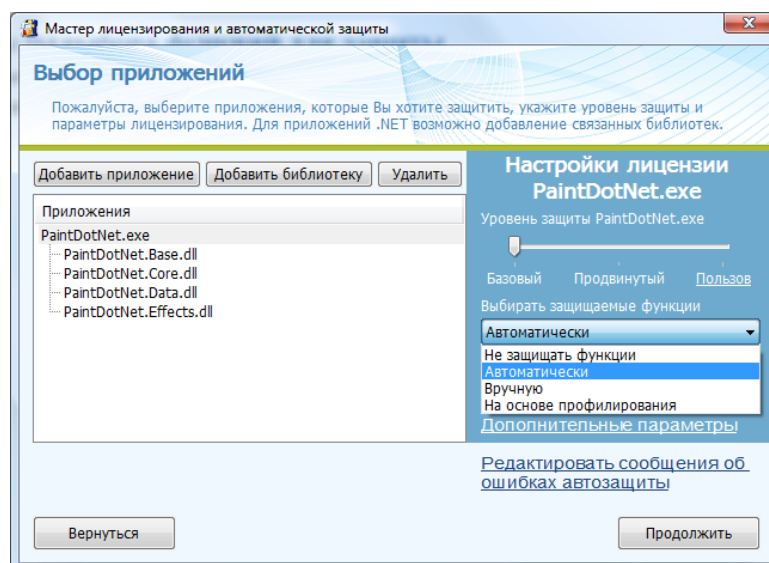 Мастер лицензирования и автоматической защиты
Выбор приложений
Пожалуйста, выберите приложения, которые Вы хотите защитить, укажите уровень защиты и
параметры лицензирования. Для приложений .NET возможно добавление связанных библиотек.
Добавить приложение
Добавить библиотеку
Удалить
Приложения
PaintDotNet.exe
PaintDotNet.Base.dll
PaintDotNet.Core.dll
PaintDotNet.Data.dll
PaintDotNet.Effects.dll
Настройки лицензии
PaintDotNet.exe
Уровень защиты PaintDotNet.exe
Базовый Продвинутый Пользов
Выбирать защищаемые функции
Автоматически
Не защищать функции
Автоматически
Вручную
На основе профилирования
Дополнительные параметры
Редактировать сообщения об
ошибках автозащиты
Вернуться
Продолжить